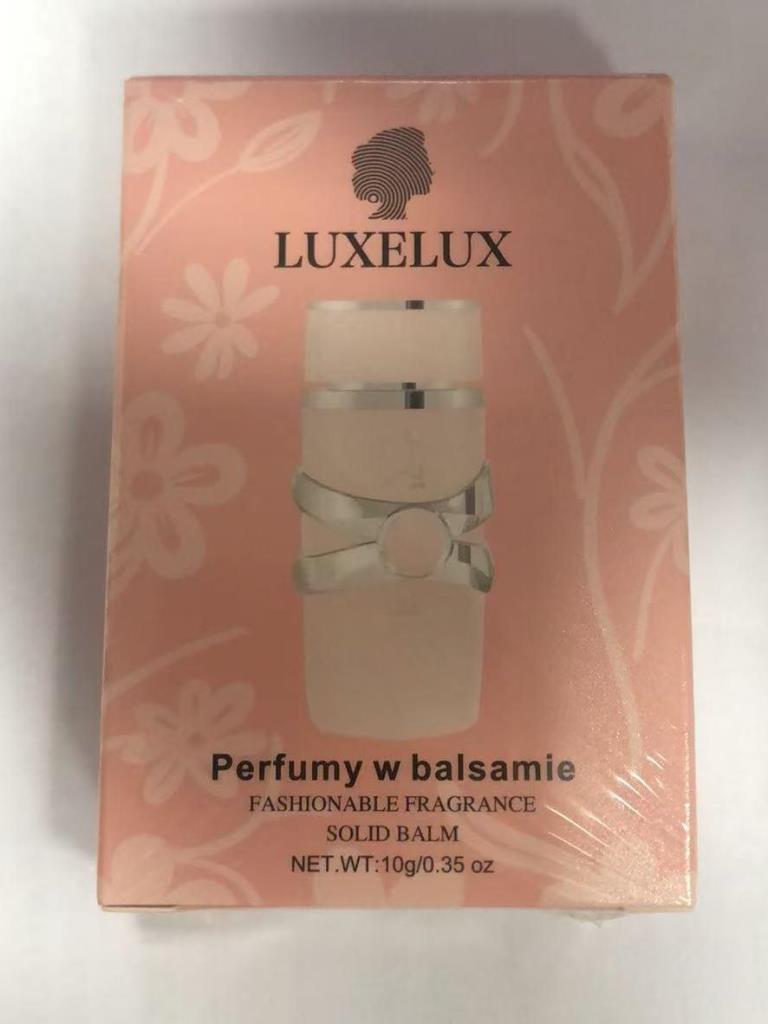 LUXELUX
Perfumy w balsamie
FASHIONABLE FRAGRANCE
SOLID BALM
NET.WT:10g/0.35 oz